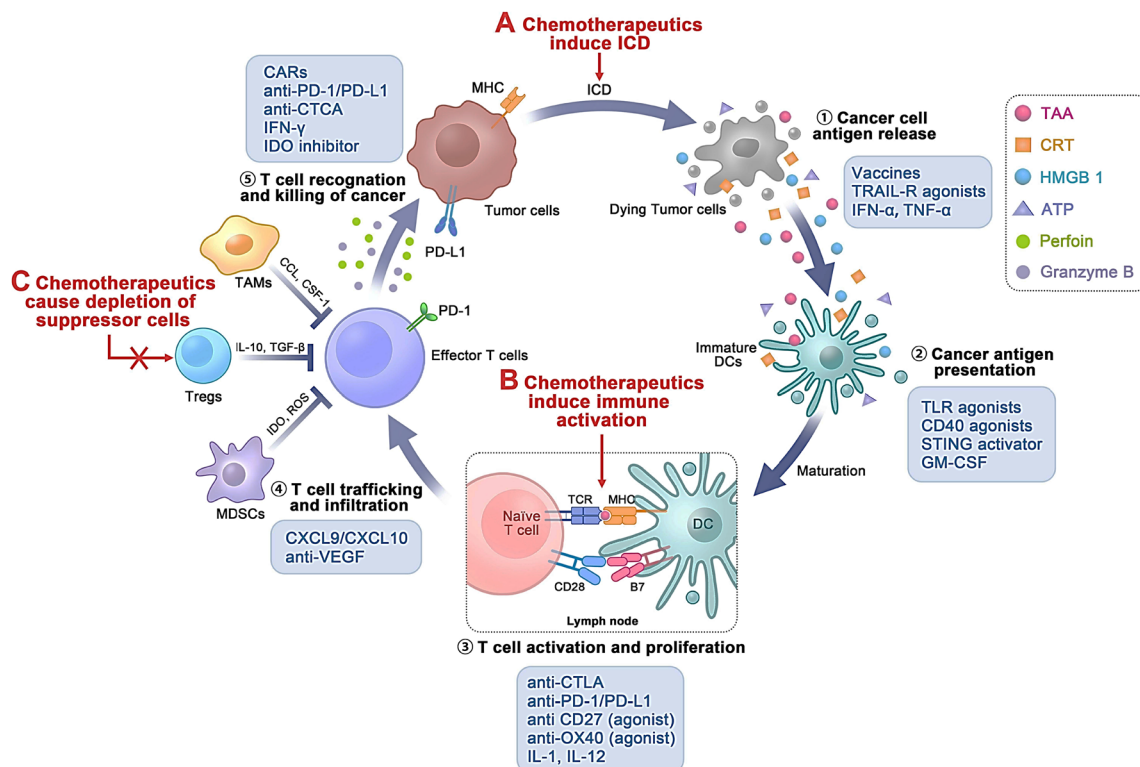 A Chemotherapeutics
induce ICD
ICD
CARs
anti-PD-1/PD-L1
anti-CTCA
IFN-γ
IDO inhibitor
⑤ T cell recognation
and killing of cancer
MHC
Tumor cells
PD-L1
Dying Tumor cells
① Cancer cell
antigen release
Vaccines
TRAIL-R agonists
IFN-α, TNF-α
TAA
CRT
HMGB 1
ATP
Perfoin
Granzyme B
Immature
DCs
② Cancer antigen
presentation
TLR agonists
CD40 agonists
STING activator
GM-CSF
Maturation
B Chemotherapeutics
induce immune
activation
Naïve
T cell
TCR
MHC
DC
CD28
B7
Lymph node
③ T cell activation and proliferation
anti-CTLA
anti-PD-1/PD-L1
anti CD27 (agonist)
anti-OX40 (agonist)
IL-1, IL-12
④ T cell trafficking
and infiltration
CXCL9/CXCL10
anti-VEGF
PD-1
Effector T cells
C Chemotherapeutics
cause depletion of
suppressor cells
TAMs
CCL, CSF-1
Tregs
IL-10, TGF-β
MDSCs
IDO, ROS